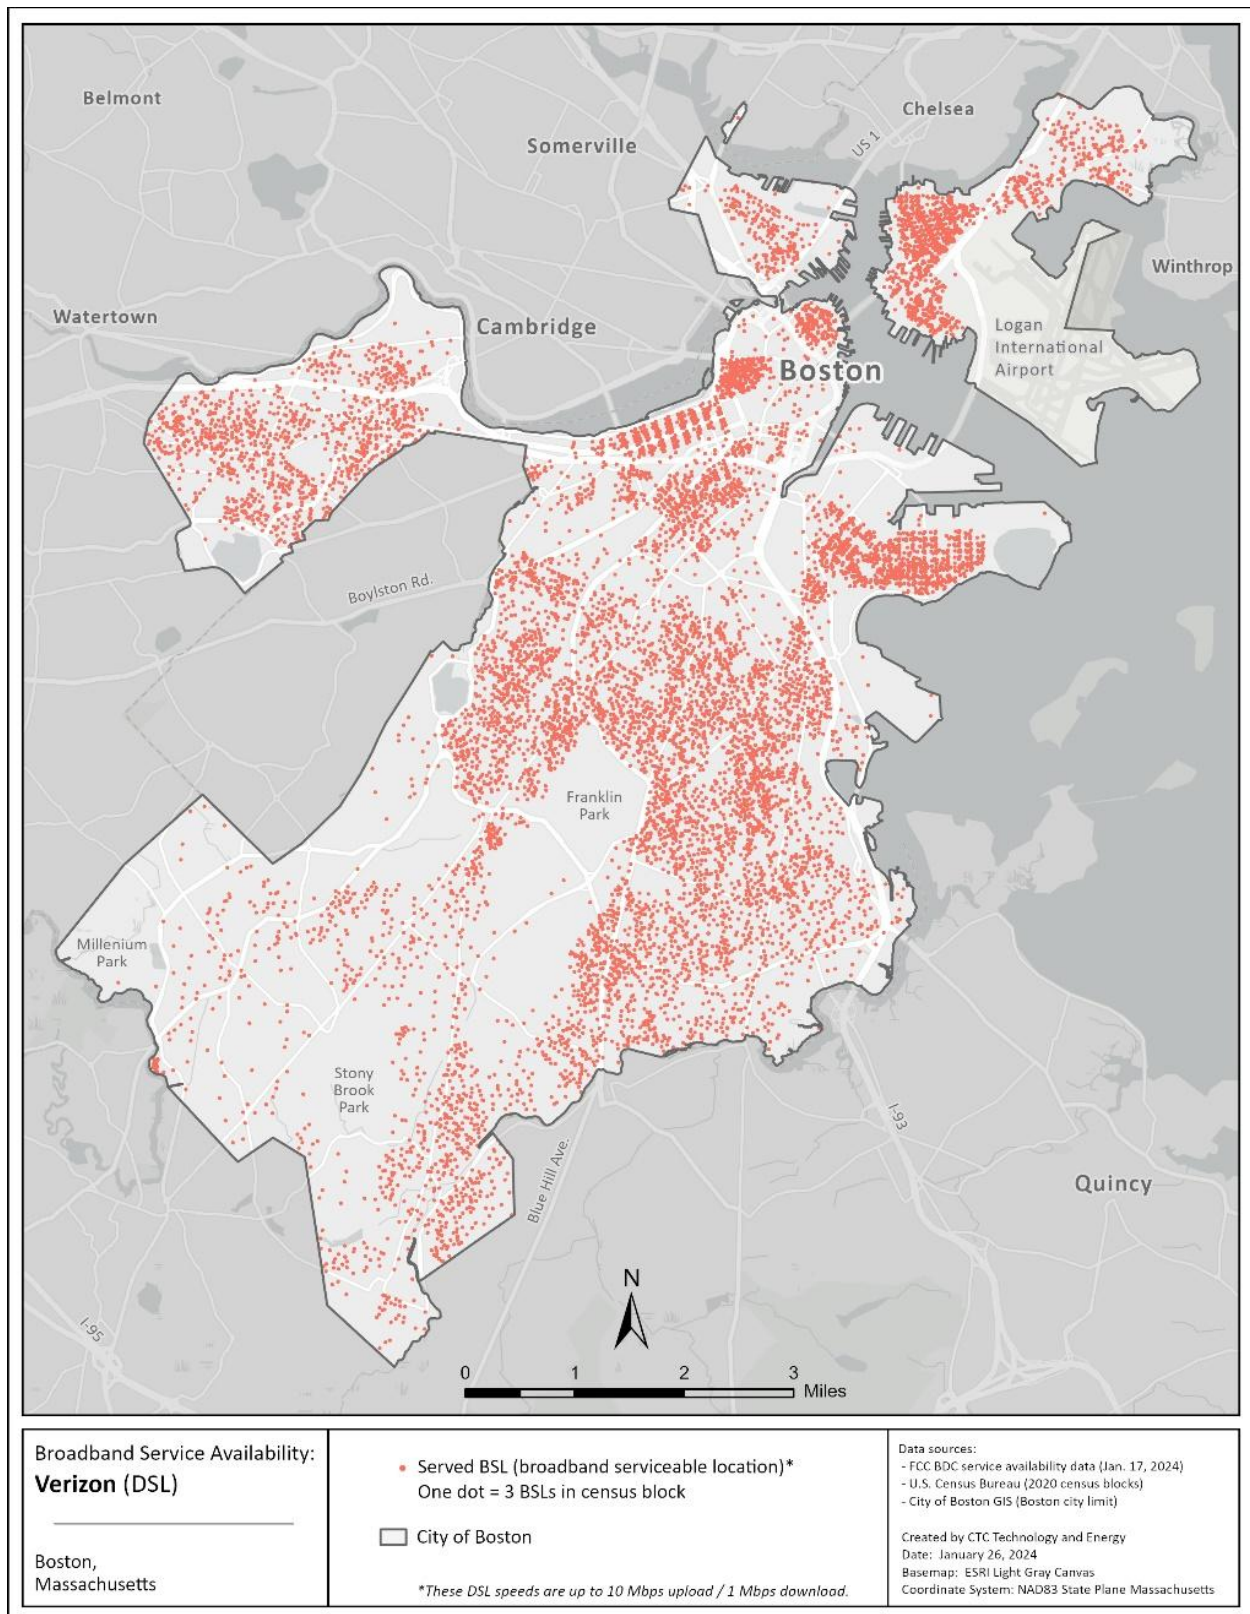 Belmont
Chelsea
US 1
Somerville
Winthrop
Watertown
Cambridge
Logan
International
Airport
Boston
Boylston Rd.
Franklin
Park
Millenium
Park
Stony
Brook
Park
I-93
Blue Hill Ave.
Quincy
N
I-95
0 1 2 3
Miles
Broadband Service Availability:
Verizon (DSL)
Boston,
Massachusetts
Served BSL (broadband serviceable location)*
One dot = 3 BSLs in census block
City of Boston
*These DSL speeds are up to 10 Mbps upload / 1 Mbps download.
Data sources:
- FCC BDC service availability data (Jan. 17, 2024)
- U.S. Census Bureau (2020 census blocks)
- City of Boston GIS (Boston city limit)
Created by CTC Technology and Energy
Date: January 26, 2024
Basemap: ESRI Light Gray Canvas
Coordinate System: NAD83 State Plane Massachusetts